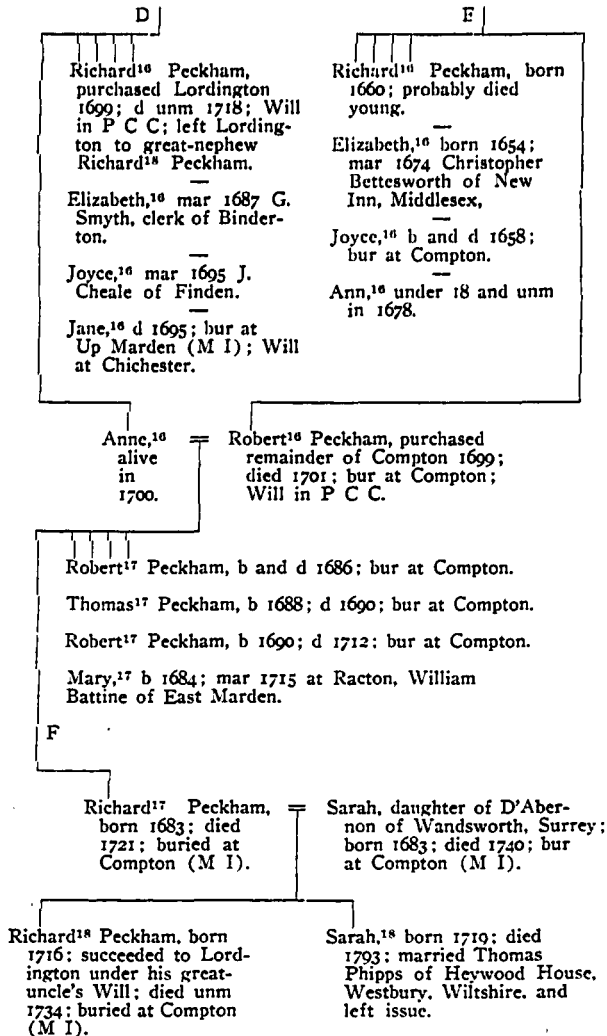 D
E
Richard¹⁶ Peckham,
purchased Lordington
1699; d unm 1718; Will
in P C C; left Lording-
ton to great-nephew
Richard¹⁸ Peckham.
Elizabeth,¹⁶ mar 1687 G.
Smyth, clerk of Binder-
ton.
Joyce,¹⁶ mar 1695 J.
Cheale of Finden.
Jane,¹⁶ d 1695; bur at
Up Marden (M I); Will
at Chichester.
Richard¹⁶ Peckham, born
1660; probably died
young.
Elizabeth,¹⁶ born 1654;
mar 1674 Christopher
Bettesworth of New
Inn, Middlesex,
Joyce,¹⁶ b and d 1658;
bur at Compton.
Ann,¹⁶ under 18 and unm
in 1678.
Anne,¹⁶
alive
in
1700.
=
Robert¹⁶ Peckham, purchased
remainder of Compton 1699;
died 1701; bur at Compton;
Will in P C C.
Robert¹⁷ Peckham, b and d 1686; bur at Compton.
Thomas¹⁷ Peckham, b 1688; d 1690; bur at Compton.
Robert¹⁷ Peckham, b 1690; d 1712; bur at Compton.
Mary,¹⁷ b 1684; mar 1715 at Racton, William
Battine of East Marden.
F
Richard¹⁷ Peckham,
born 1683; died
1721; buried at
Compton (M I).
=
Sarah, daughter of D'Aber-
non of Wandsworth, Surrey;
born 1683; died 1740; bur
at Compton (M I).
Richard¹⁸ Peckham, born
1716; succeeded to Lord-
ington under his great-
uncle's Will; died unm
1734; buried at Compton
(M I).
Sarah,¹⁸ born 1719; died
1793; married Thomas
Phipps of Heywood House,
Westbury, Wiltshire, and
left issue.